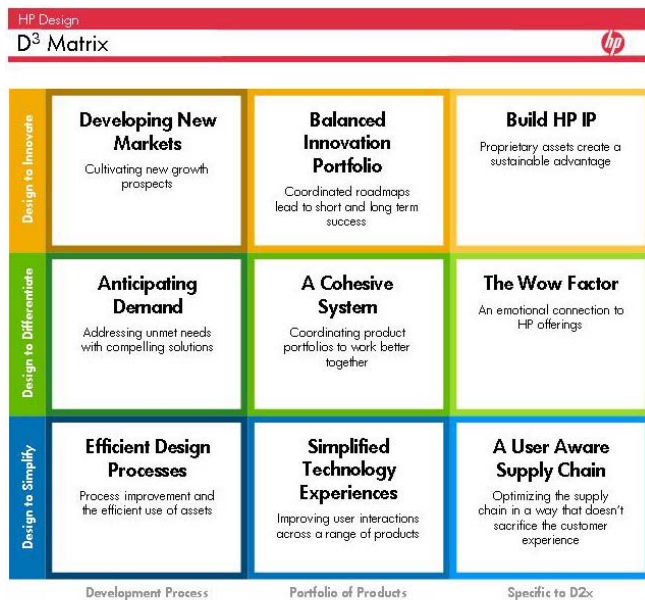 HP Design
D³ Matrix
hp
Design to Innovate
Developing New
Markets
Cultivating new growth
prospects
Balanced
Innovation
Portfolio
Coordinated roadmaps
lead to short and long term
success
Build HP IP
Proprietary assets create a
sustainable advantage
Design to Differentiate
Anticipating
Demand
Addressing unmet needs
with compelling solutions
A Cohesive
System
Coordinating product
portfolios to work better
together
The Wow Factor
An emotional connection to
HP offerings
Design to Simplify
Efficient Design
Processes
Process improvement and
the efficient use of assets
Simplified
Technology
Experiences
Improving user interactions
across a range of products
A User Aware
Supply Chain
Optimizing the supply
chain in a way that doesn't
sacrifice the customer
experience
Development Process
Portfolio of Products
Specific to D2x